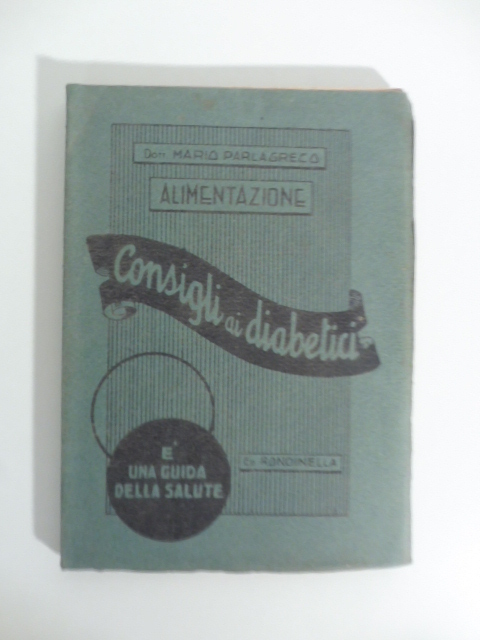 Dott. MARIO PARLAGRECO
ALIMENTAZIONE
Consigli ai diabetici
E'
UNA GUIDA
DELLA SALUTE
Ed. RONDINELLA